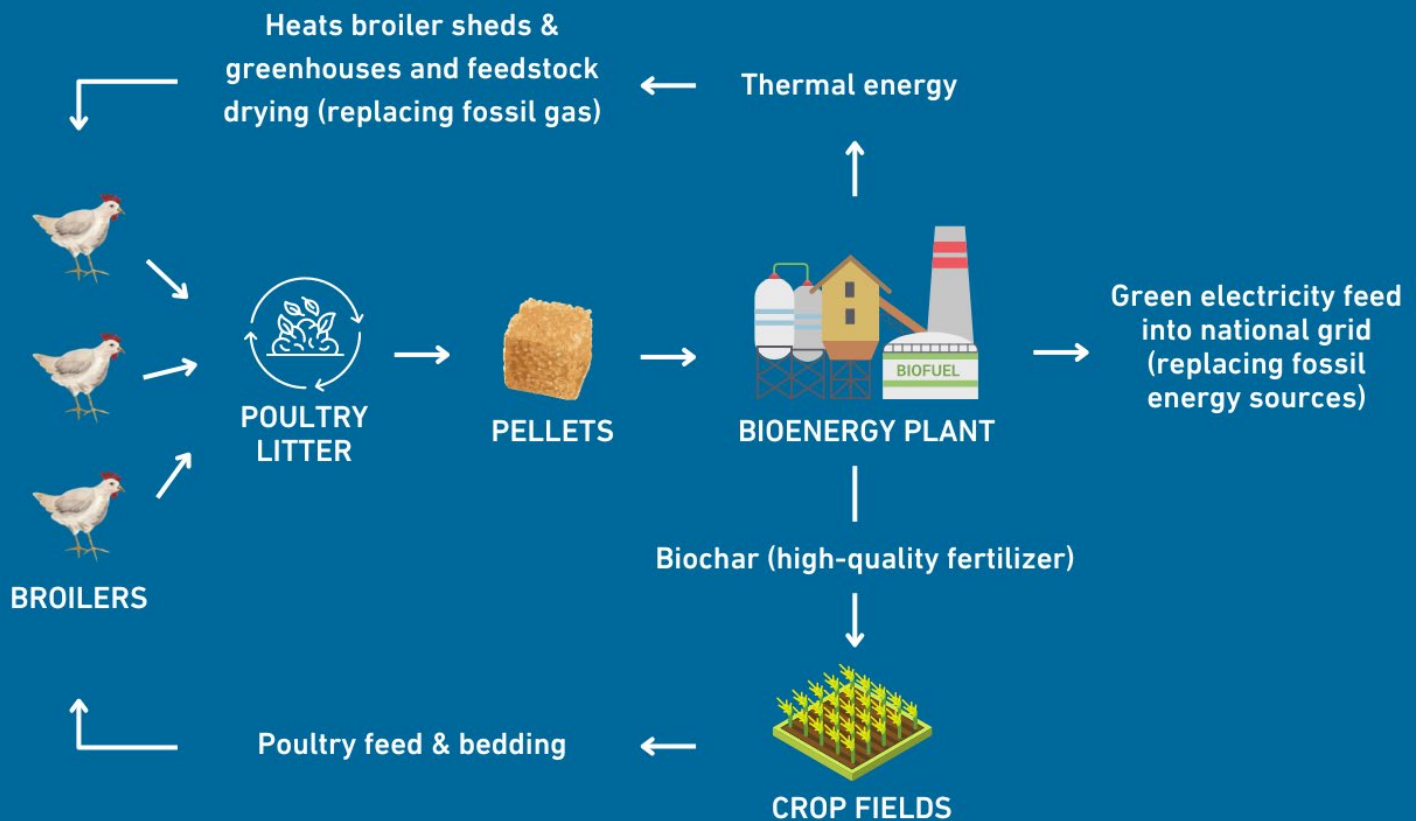 Heats broiler sheds &
greenhouses and feedstock
drying (replacing fossil gas)
Thermal energy
Green electricity feed
into national grid
(replacing fossil
energy sources)
BIOFUEL
POULTRY
LITTER
PELLETS
BIOENERGY PLANT
Biochar (high-quality fertilizer)
BROILERS
Poultry feed & bedding
CROP FIELDS